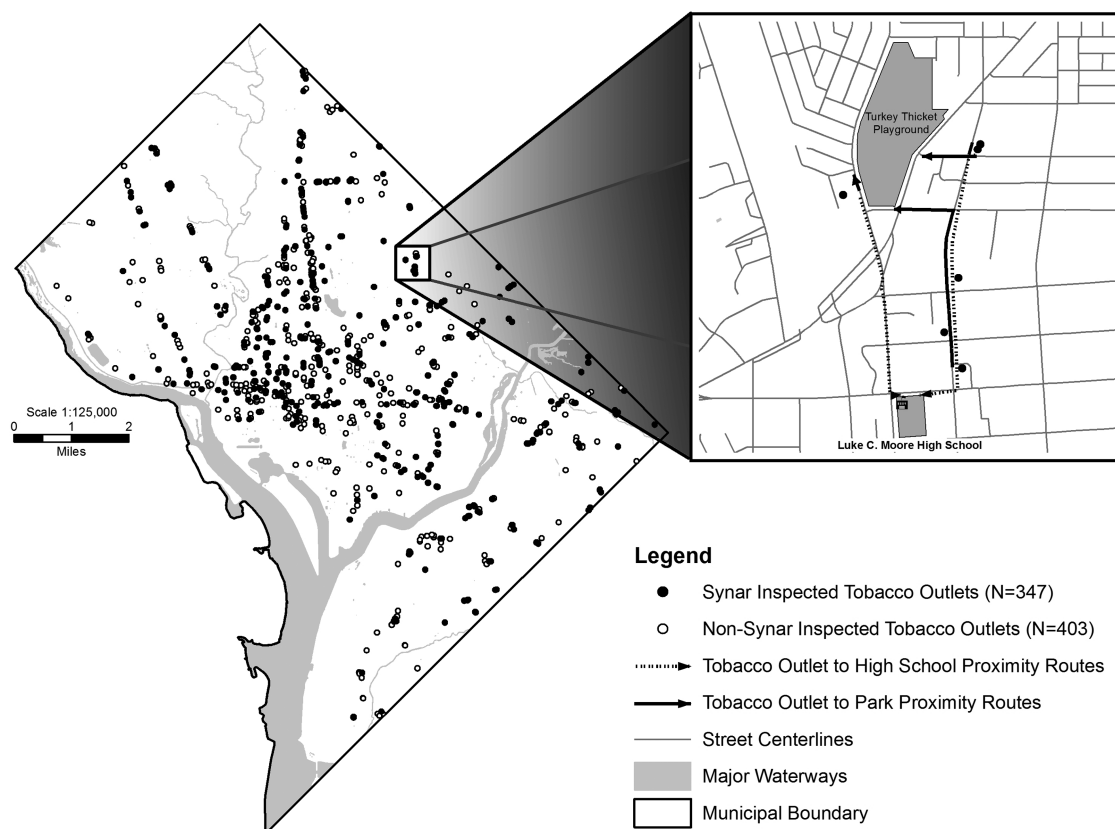 Turkey Thicket
Playground
Luke C. Moore High School
Scale 1:125,000
0 1 2
Miles
Legend
Synar Inspected Tobacco Outlets (N=347)
Non-Synar Inspected Tobacco Outlets (N=403)
Tobacco Outlet to High School Proximity Routes
Tobacco Outlet to Park Proximity Routes
Street Centerlines
Major Waterways
Municipal Boundary